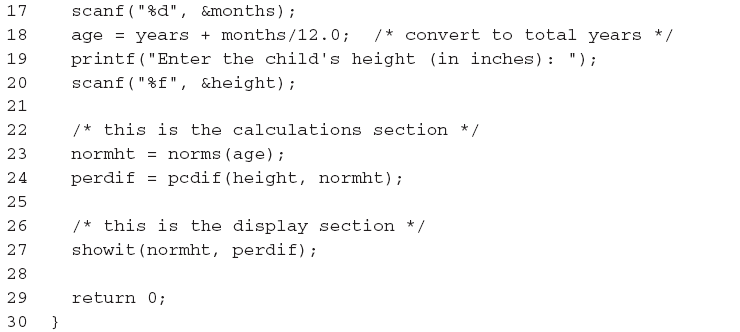 17    scanf("%d", &months);
18    age = years + months/12.0;  /* convert to total years */
19    printf("Enter the child's height (in inches): ");
20    scanf("%f", &height);
21
22    /* this is the calculations section */
23    normht = norms(age);
24    perdif = pcdif(height, normht);
25
26    /* this is the display section */
27    showit(normht, perdif);
28
29    return 0;
30  }